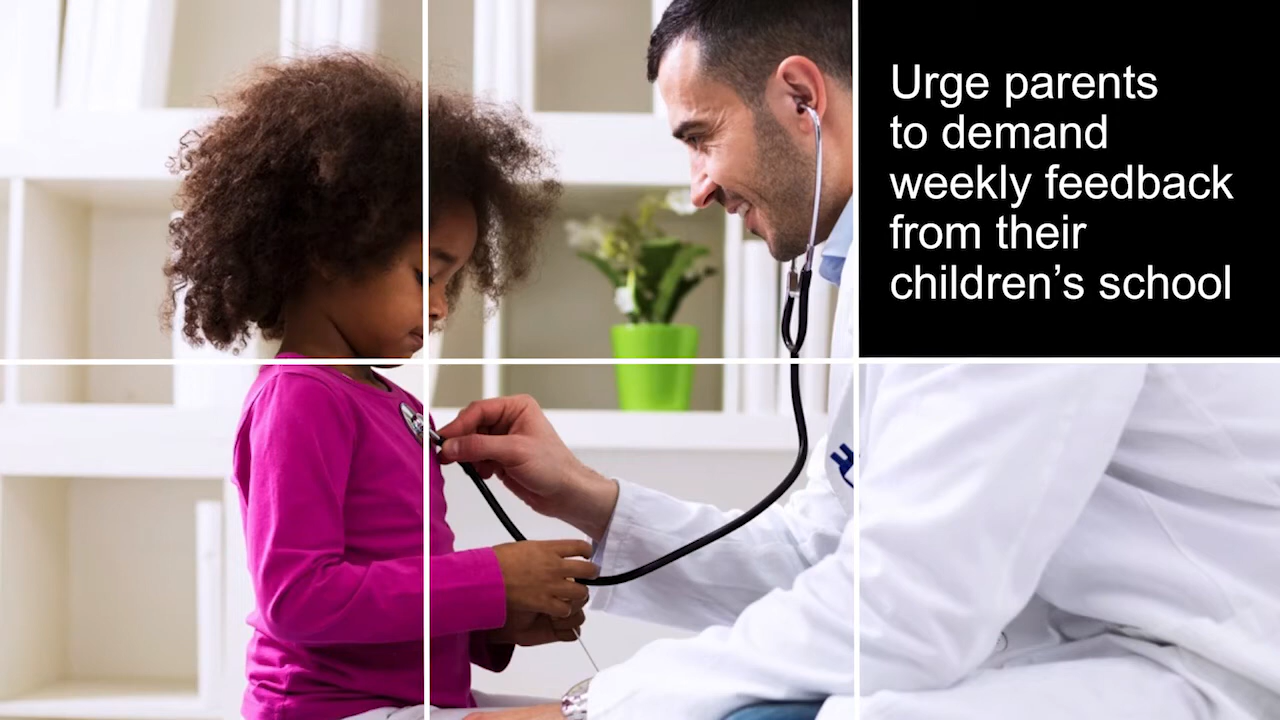 Urge parents
to demand
weekly feedback
from their
children’s school